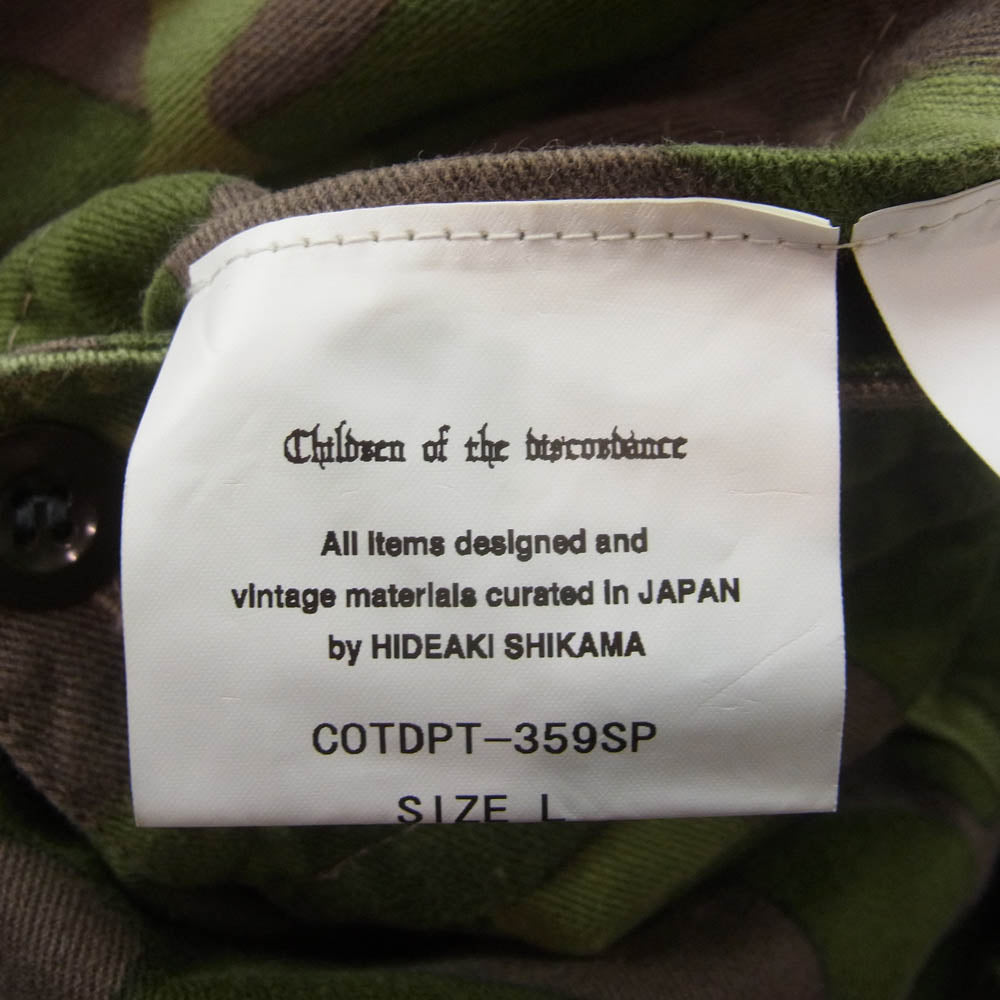 Children of the discordance
All items designed and
vintage materials curated in JAPAN
by HIDEAKI SHIKAMA
COTDPT-359SP
SIZE L